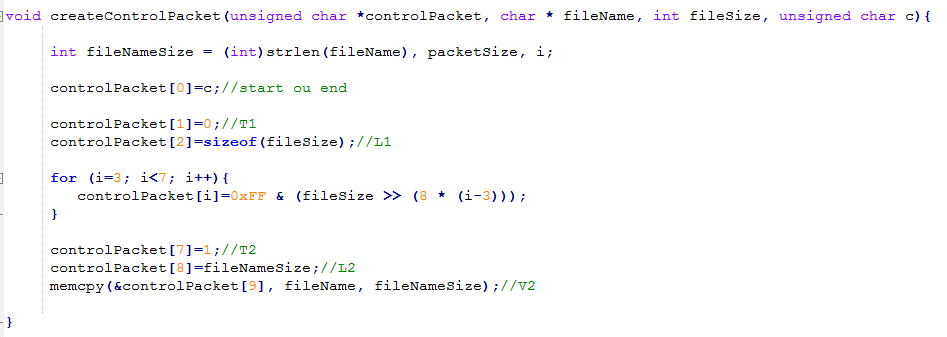 void createControlPacket(unsigned char *controlPacket, char * fileName, int fileSize, unsigned char c){
int fileNameSize = (int)strlen(fileName), packetSize, i;
controlPacket[0]=c;//start ou end
controlPacket[1]=0;//T1
controlPacket[2]=sizeof(fileSize);//L1
for (i=3; i<7; i++){
controlPacket[i]=0xFF & (fileSize >> (8 * (i-3)));
}
controlPacket[7]=1;//T2
controlPacket[8]=fileNameSize;//L2
memcpy(&controlPacket[9], fileName, fileNameSize);//V2
}